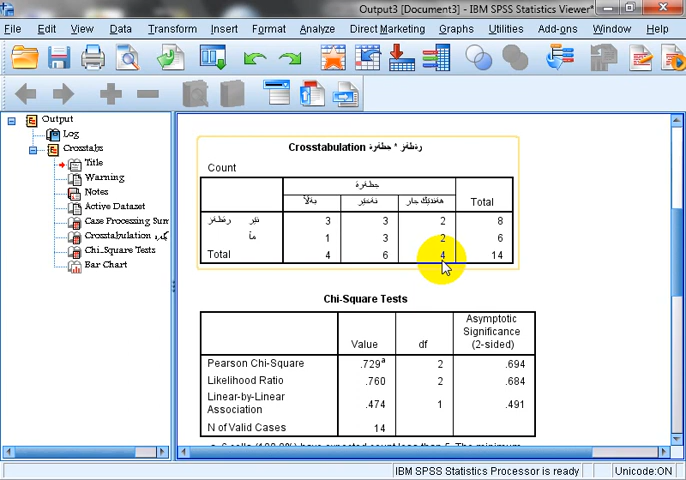 Output3 [Document3] - IBM SPSS Statistics Viewer*
File Edit View Data Transform Insert Format Analyze Direct Marketing Graphs Utilities Add-ons Window Help
Output
Log
Crosstabs
Title
Warning
Notes
Active Dataset
Case Processing Sum
Crosstabulation
Chi_Square Tests
Bar Chart
Crosstabulation
Count
Total
3 3 2 8
1 3 2 6
Total 4 6 4 14
Chi-Square Tests
Value df Asymptotic Significance (2-sided)
Pearson Chi-Square .729a 2 .694
Likelihood Ratio .760 2 .684
Linear-by-Linear Association .474 1 .491
N of Valid Cases 14
IBM SPSS Statistics Processor is ready Unicode:ON